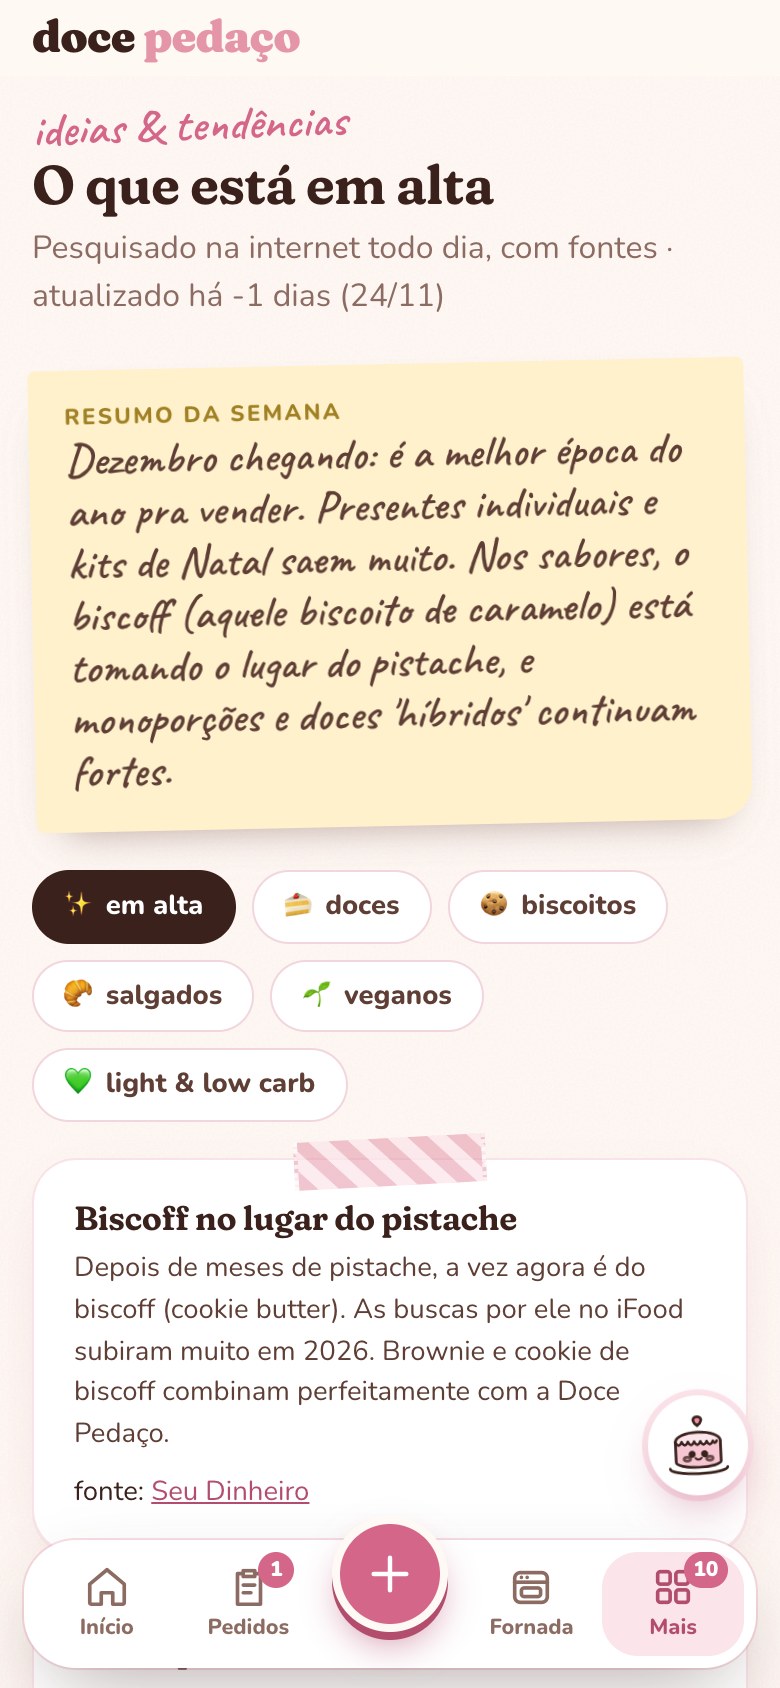 doce pedaço
ideias & tendências
O que está em alta
Pesquisado na internet todo dia, com fontes ·
atualizado há -1 dias (24/11)
RESUMO DA SEMANA
Dezembro chegando: é a melhor época do
ano pra vender. Presentes individuais e
kits de Natal saem muito. Nos sabores, o
biscoff (aquele biscoito de caramelo) está
tomando o lugar do pistache, e
monoporções e doces 'híbridos' continuam
fortes.
em alta
doces
biscoitos
salgados
veganos
light & low carb
Biscoff no lugar do pistache
Depois de meses de pistache, a vez agora é do
biscoff (cookie butter). As buscas por ele no iFood
subiram muito em 2026. Brownie e cookie de
biscoff combinam perfeitamente com a Doce
Pedaço.
fonte: Seu Dinheiro
Início
1
Pedidos
Fornada
10
Mais